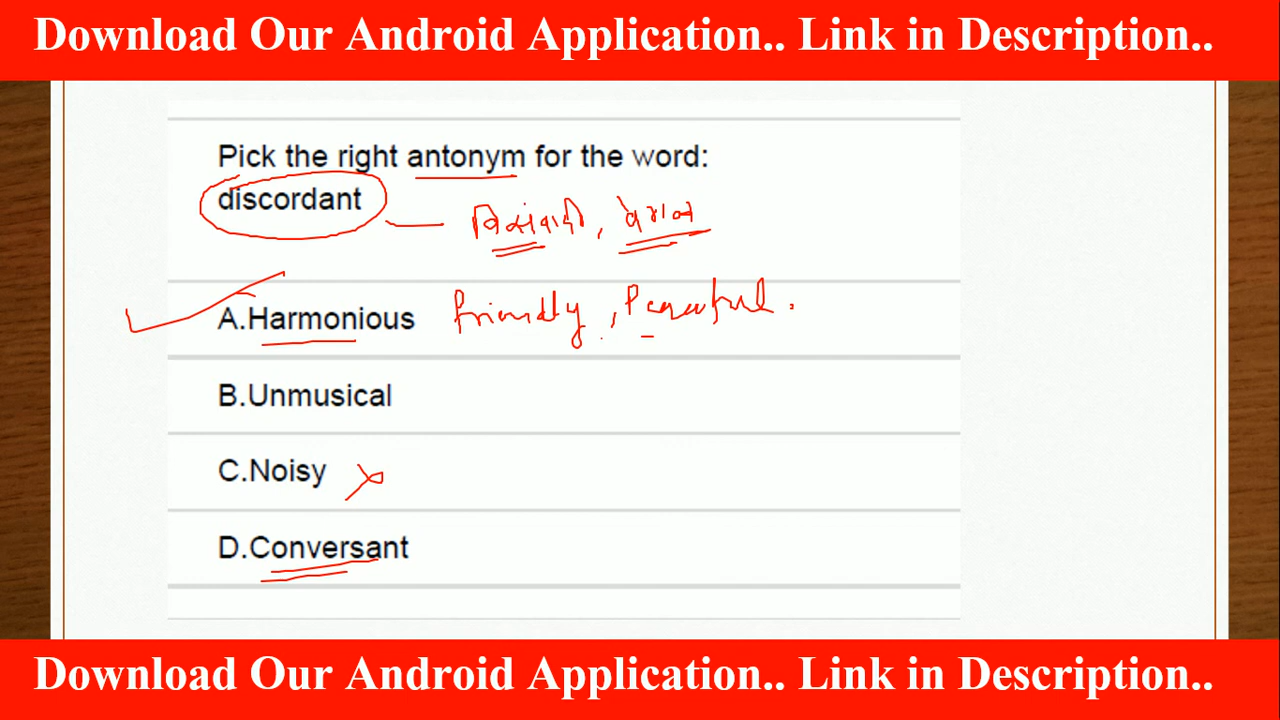 Download Our Android Application.. Link in Description..
Pick the right antonym for the word:
discordant
विसंवादी, बेताल
A.Harmonious friendly, Peaceful.
B.Unmusical
C.Noisy
D.Conversant
Download Our Android Application.. Link in Description..